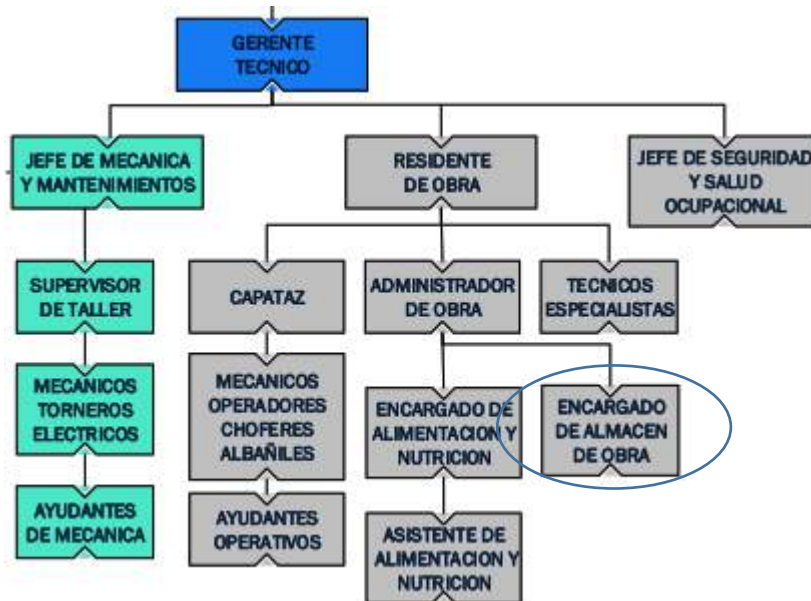 GERENTE
TECNICO
JEFE DE MECANICA
Y MANTENIMIENTOS
RESIDENTE
DE OBRA
JEFE DE SEGURIDAD
Y SALUD
OCUPACIONAL
SUPERVISOR
DE TALLER
CAPATAZ
ADMINISTRADOR
DE OBRA
TECNICOS
ESPECIALISTAS
MECANICOS
TORNEROS
ELECTRICOS
MECANICOS
OPERADORES
CHOFERES
ALBAÑILES
ENCARGADO DE
ALIMENTACION Y
NUTRICION
ENCARGADO
DE ALMACEN
DE OBRA
AYUDANTES
DE MECANICA
AYUDANTES
OPERATIVOS
ASISTENTE DE
ALIMENTACION Y
NUTRICION